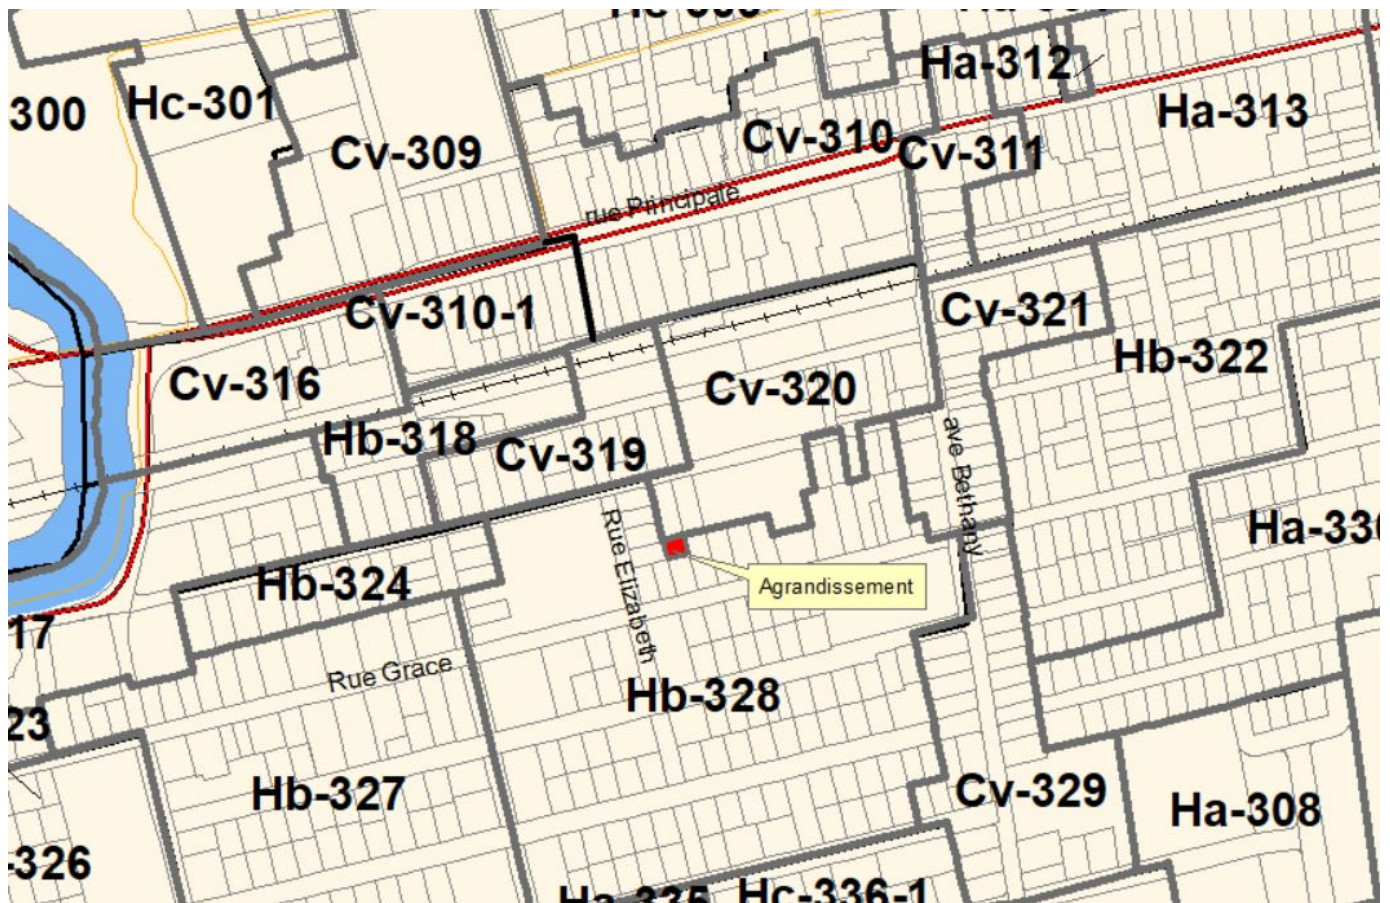 Ha-312
300
Hc-301
Ha-313
Cv-310
Cv-309
Cv-311
rue Principale
Cv-310-1
Cv-321
Hb-322
Cv-316
Cv-320
Hb-318
Cv-319
ave Bethany
Rue Elizabeth
Hb-324
Agrandissement
17
Rue Grace
Hb-328
23
Hb-327
Cv-329
Ha-308
-326
Hc-336-1